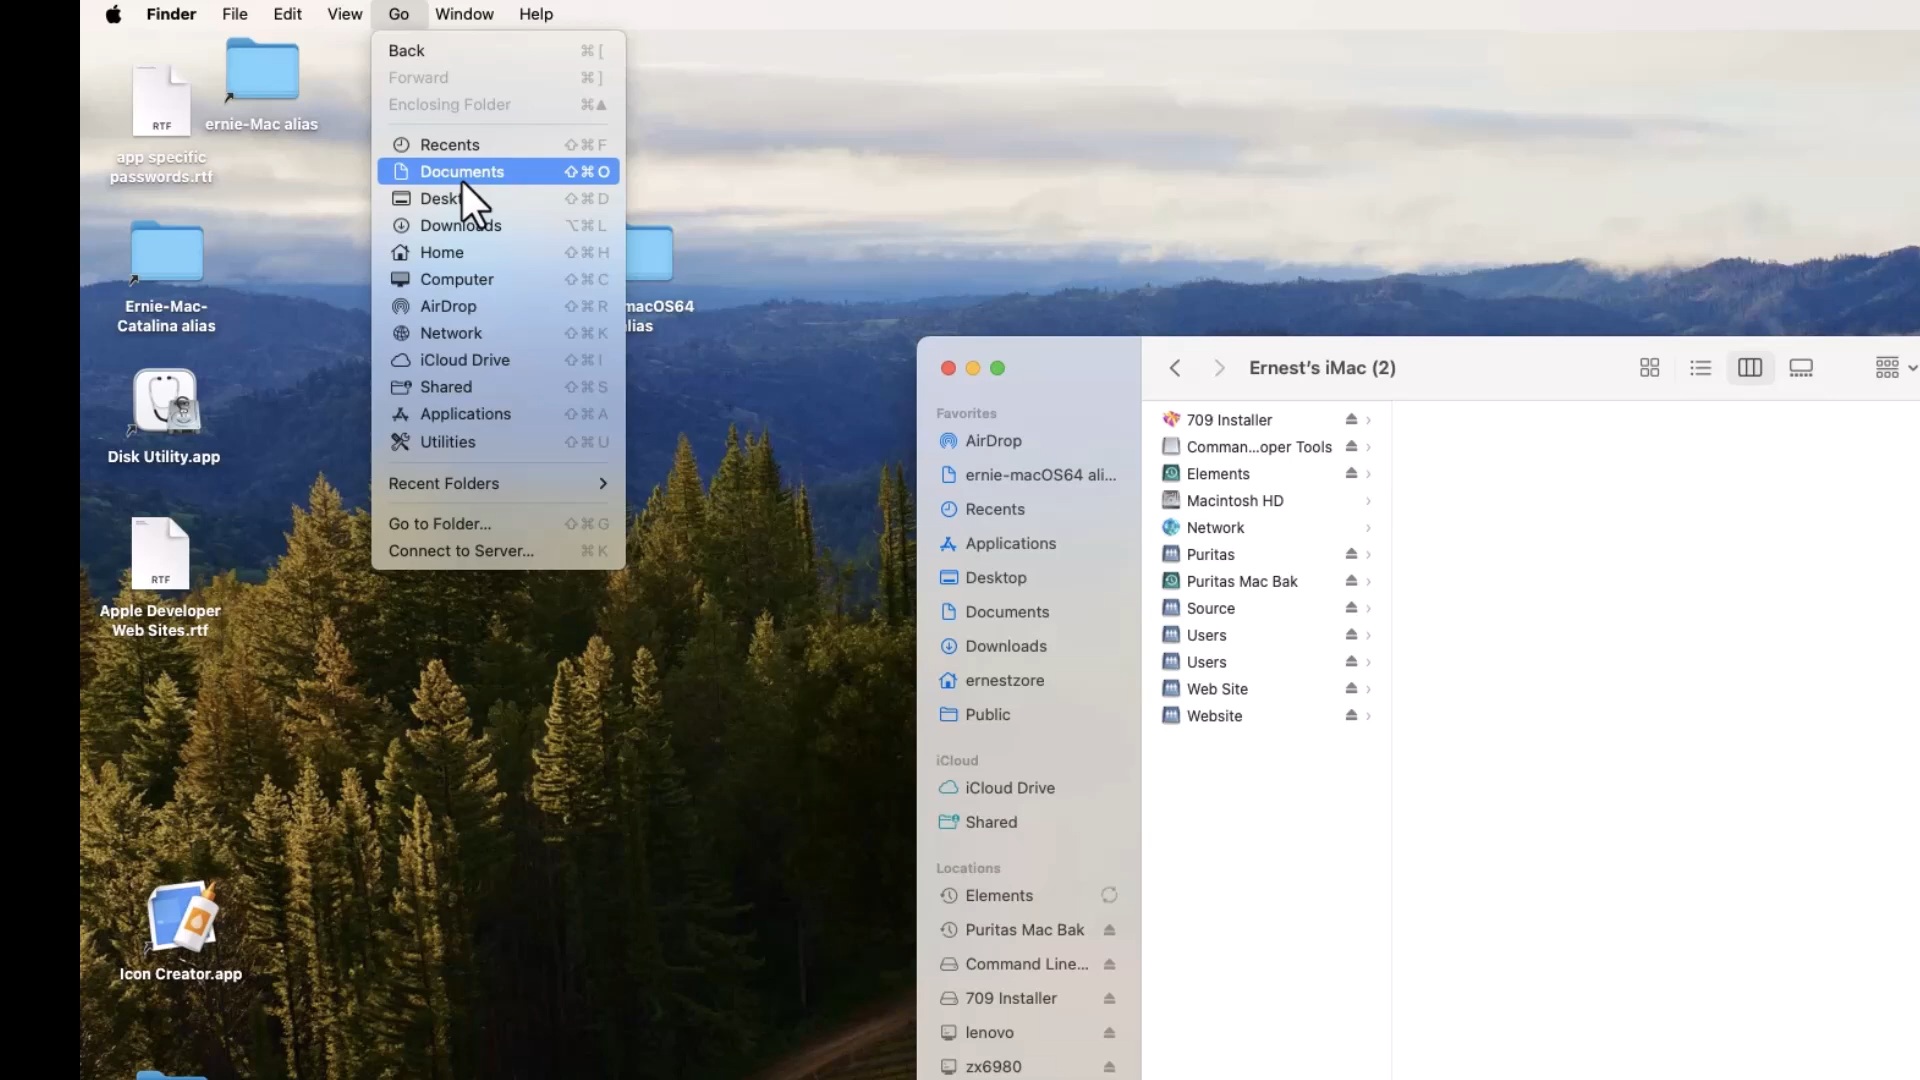 Finder File Edit View Go Window Help
RTF
app specific
passwords.rtf
ernie-Mac alias
Ernie-Mac-
Catalina alias
Disk Utility.app
RTF
Apple Developer
Web Sites.rtf
Icon Creator.app
macOS64
lias
Back ⌘ [
Forward ⌘ ]
Enclosing Folder ⌘▲
Recents ⇧⌘F
Documents ⇧⌘O
Deskt ⇧⌘D
Downloads ⌥⌘L
Home ⇧⌘H
Computer ⇧⌘C
AirDrop ⇧⌘R
Network ⇧⌘K
iCloud Drive ⇧⌘I
Shared ⇧⌘S
Applications ⇧⌘A
Utilities ⇧⌘U
Recent Folders
Go to Folder... ⇧⌘G
Connect to Server... ⌘K
Ernest’s iMac (2)
Favorites
AirDrop
ernie-macOS64 ali...
Recents
Applications
Desktop
Documents
Downloads
ernestzore
Public
iCloud
iCloud Drive
Shared
Locations
Elements
Puritas Mac Bak
Command Line...
709 Installer
lenovo
zx6980
709 Installer
Comman...oper Tools
Elements
Macintosh HD
Network
Puritas
Puritas Mac Bak
Source
Users
Users
Web Site
Website